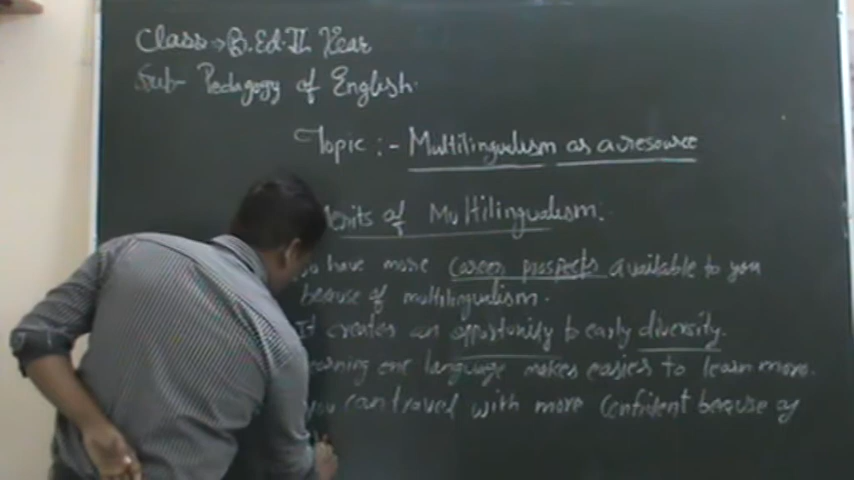 Class → B.Ed. II Year
Sub- Pedagogy of English.
Topic :- Multilingualism as a resource
Merits of Multilingualism:
have more career prospects available to you
because of multilingualism.
It creates an opportunity to early diversity.
learning one language makes easier to learn more.
you can travel with more Confident because of